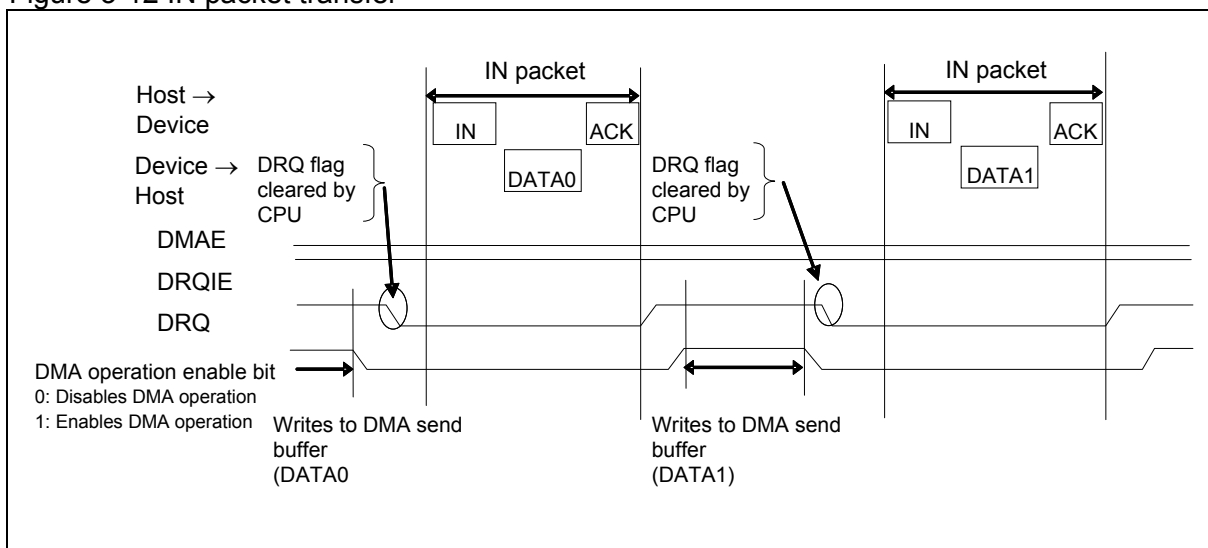 Figure 3-12 IN packet transfer
IN packet
IN packet
Host →
Device
IN
ACK
IN
ACK
Device →
Host
DRQ flag
cleared by
CPU
DATA0
DRQ flag
cleared by
CPU
DATA1
DMAE
DRQIE
DRQ
DMA operation enable bit
0: Disables DMA operation
1: Enables DMA operation
Writes to DMA send
buffer
(DATA0
Writes to DMA send
buffer
(DATA1)